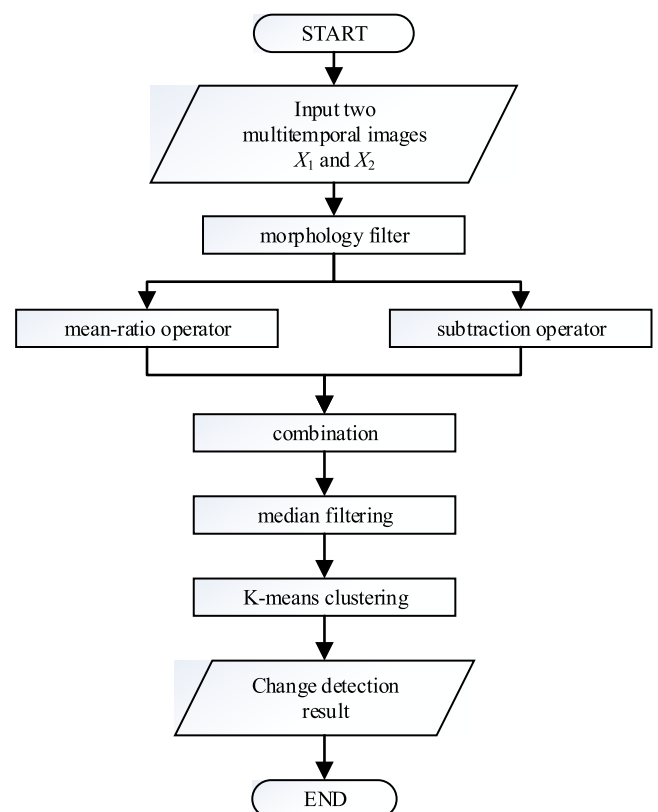 START
Input two
multitemporal images
X₁ and X₂
morphology filter
mean-ratio operator
subtraction operator
combination
median filtering
K-means clustering
Change detection
result
END